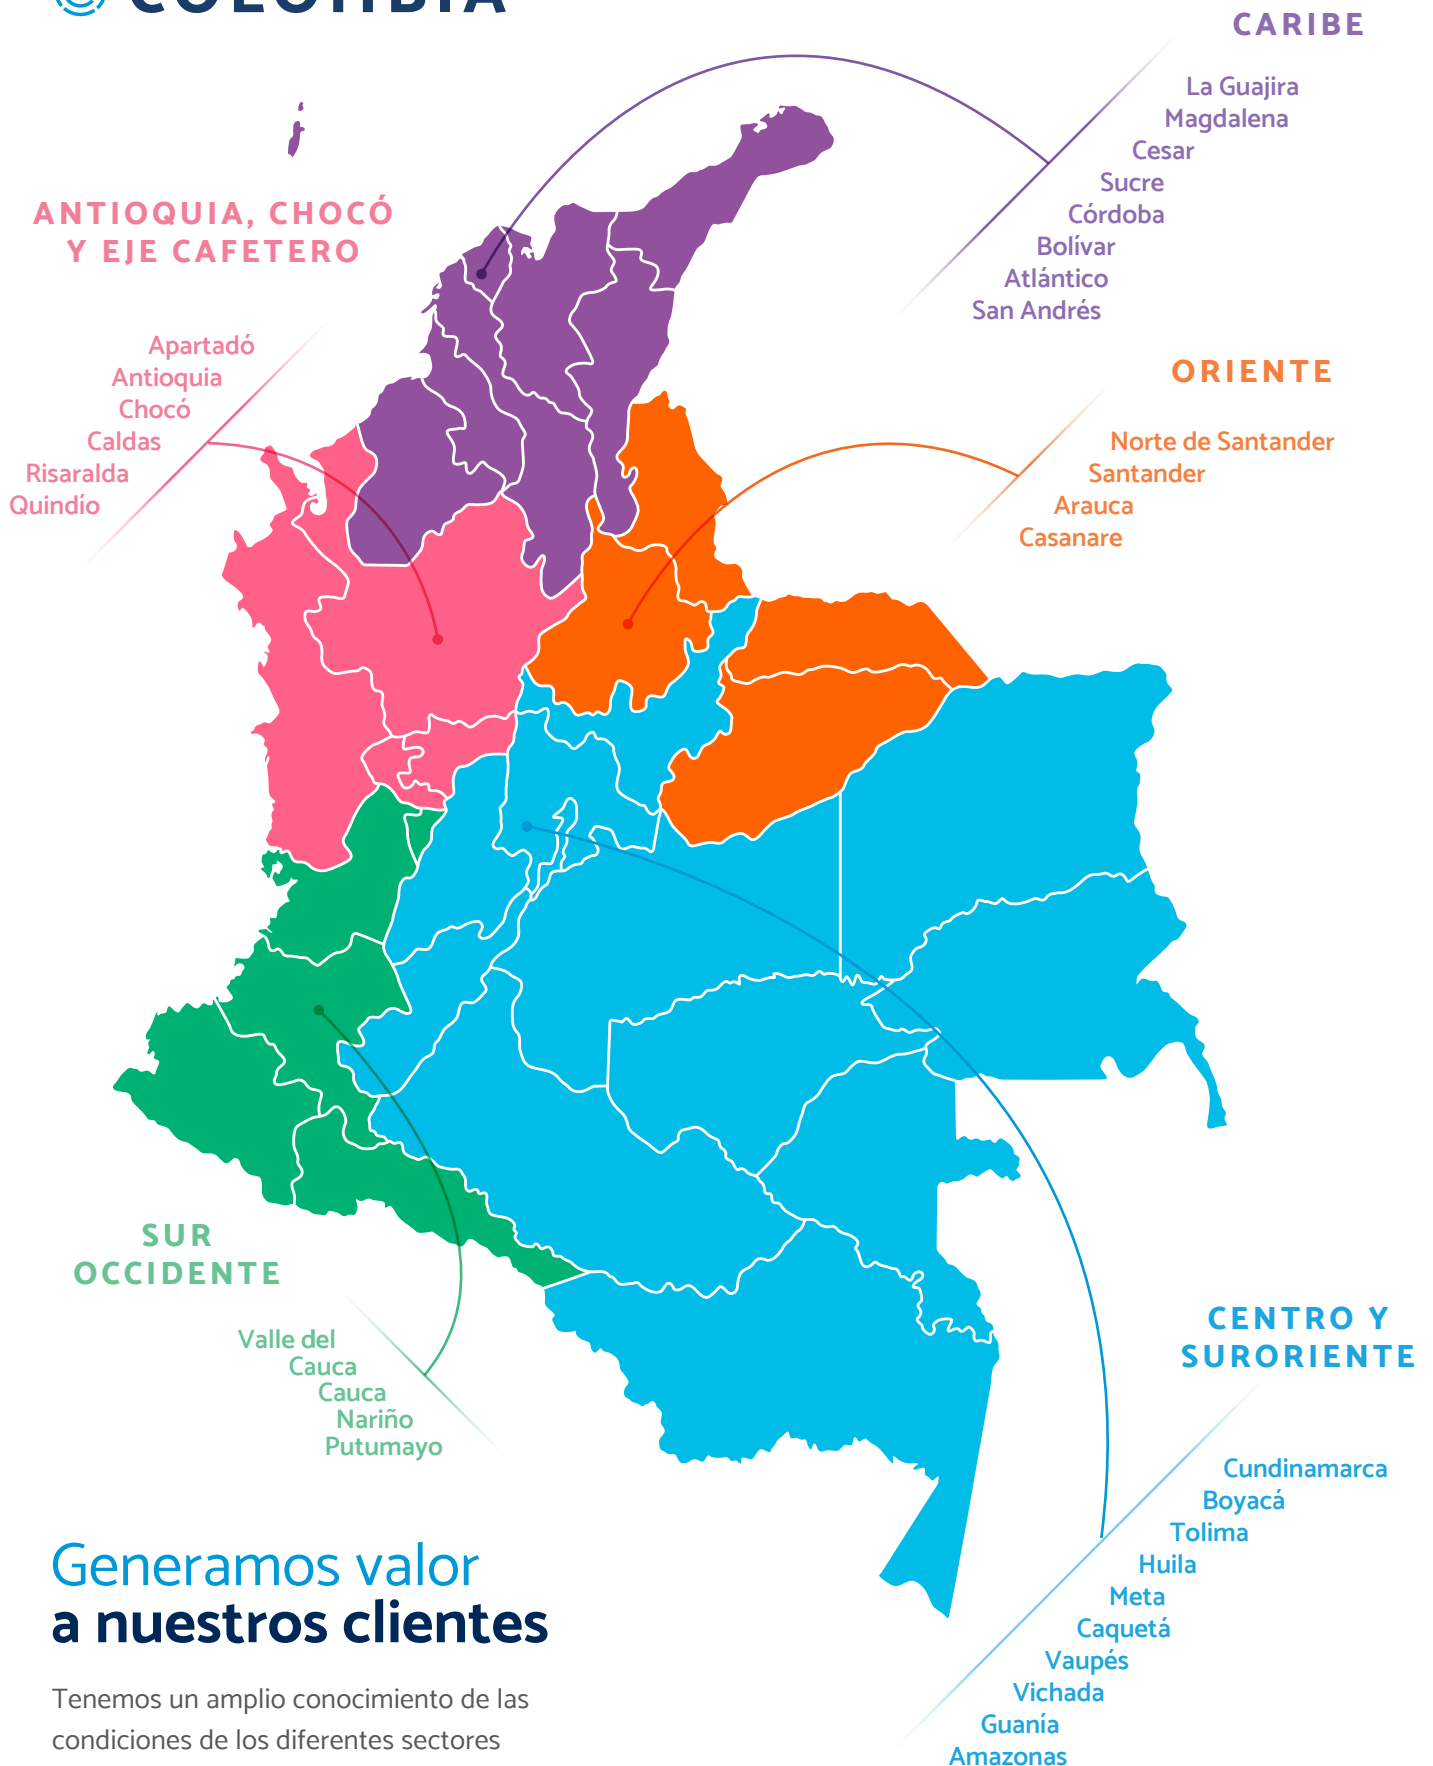 COLOMBIA
CARIBE
La Guajira
Magdalena
Cesar
Sucre
Córdoba
Bolívar
Atlántico
San Andrés
ANTIOQUIA, CHOCÓ
Y EJE CAFETERO
Apartadó
Antioquia
Chocó
Caldas
Risaralda
Quindío
ORIENTE
Norte de Santander
Santander
Arauca
Casanare
SUR
OCCIDENTE
Valle del
Cauca
Cauca
Nariño
Putumayo
CENTRO Y
SURORIENTE
Cundinamarca
Boyacá
Tolima
Huila
Meta
Caquetá
Vaupés
Vichada
Guanía
Amazonas
Generamos valor
a nuestros clientes
Tenemos un amplio conocimiento de las
condiciones de los diferentes sectores